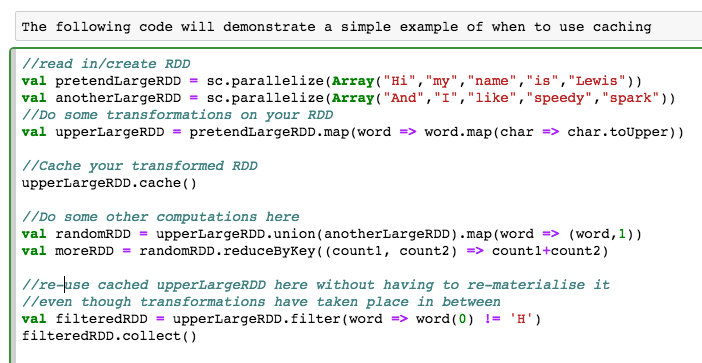 The following code will demonstrate a simple example of when to use caching
//read in/create RDD
val pretendLargeRDD = sc.parallelize(Array("Hi","my","name","is","Lewis"))
val anotherLargeRDD = sc.parallelize(Array("And","I","like","speedy","spark"))
//Do some transformations on your RDD
val upperLargeRDD = pretendLargeRDD.map(word => word.map(char => char.toUpper))
//Cache your transformed RDD
upperLargeRDD.cache()
//Do some other computations here
val randomRDD = upperLargeRDD.union(anotherLargeRDD).map(word => (word,1))
val moreRDD = randomRDD.reduceByKey((count1, count2) => count1+count2)
//re-use cached upperLargeRDD here without having to re-materialise it
//even though transformations have taken place in between
val filteredRDD = upperLargeRDD.filter(word => word(0) != 'H')
filteredRDD.collect()